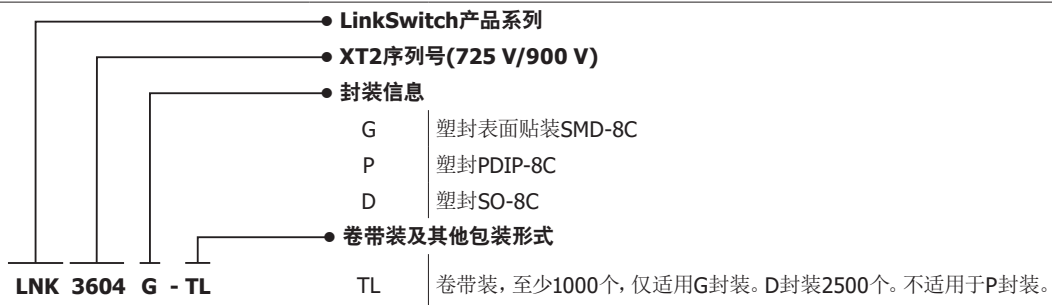 LinkSwitch产品系列
XT2序列号(725 V/900 V)
封装信息
G 塑封表面贴装SMD-8C
P 塑封PDIP-8C
D 塑封SO-8C
卷带装及其他包装形式
LNK 3604 G - TL TL 卷带装，至少1000个，仅适用G封装。D封装2500个。不适用于P封装。